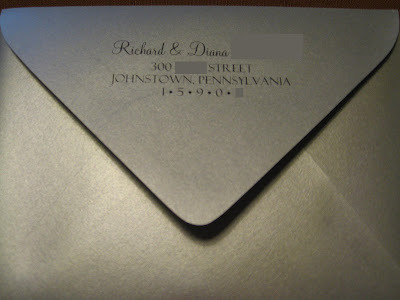 Richard & Diana
300 STREET
JOHNSTOWN, PENNSYLVANIA
1 • 5 • 9 • 0 •